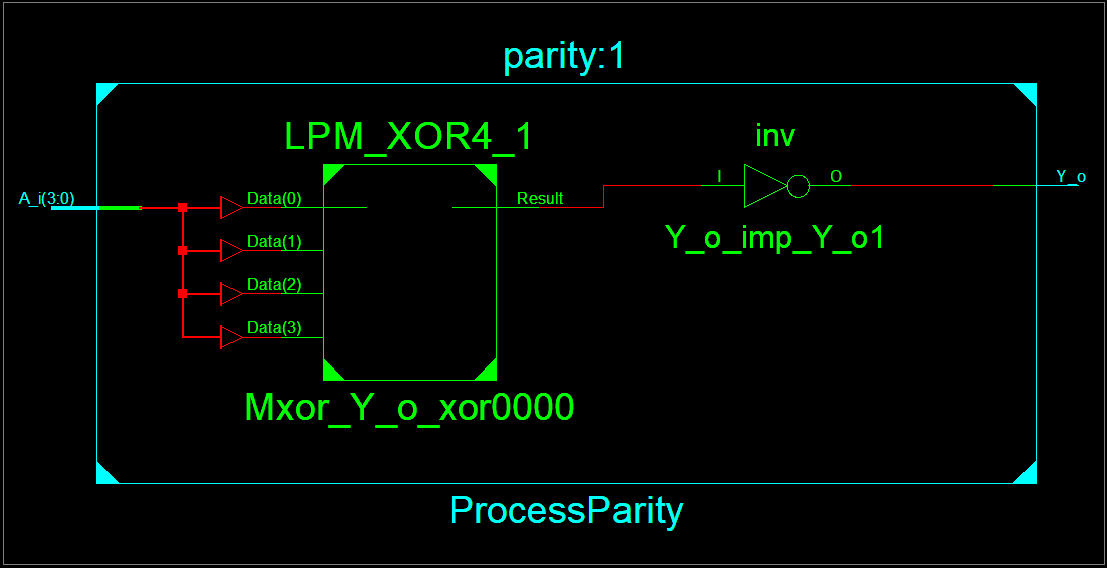 parity:1
LPM_XOR4_1
inv
A_i(3:0)
Data(0)
Data(1)
Data(2)
Data(3)
Result
I
O
Y_o
Y_o_imp_Y_o1
Mxor_Y_o_xor0000
ProcessParity